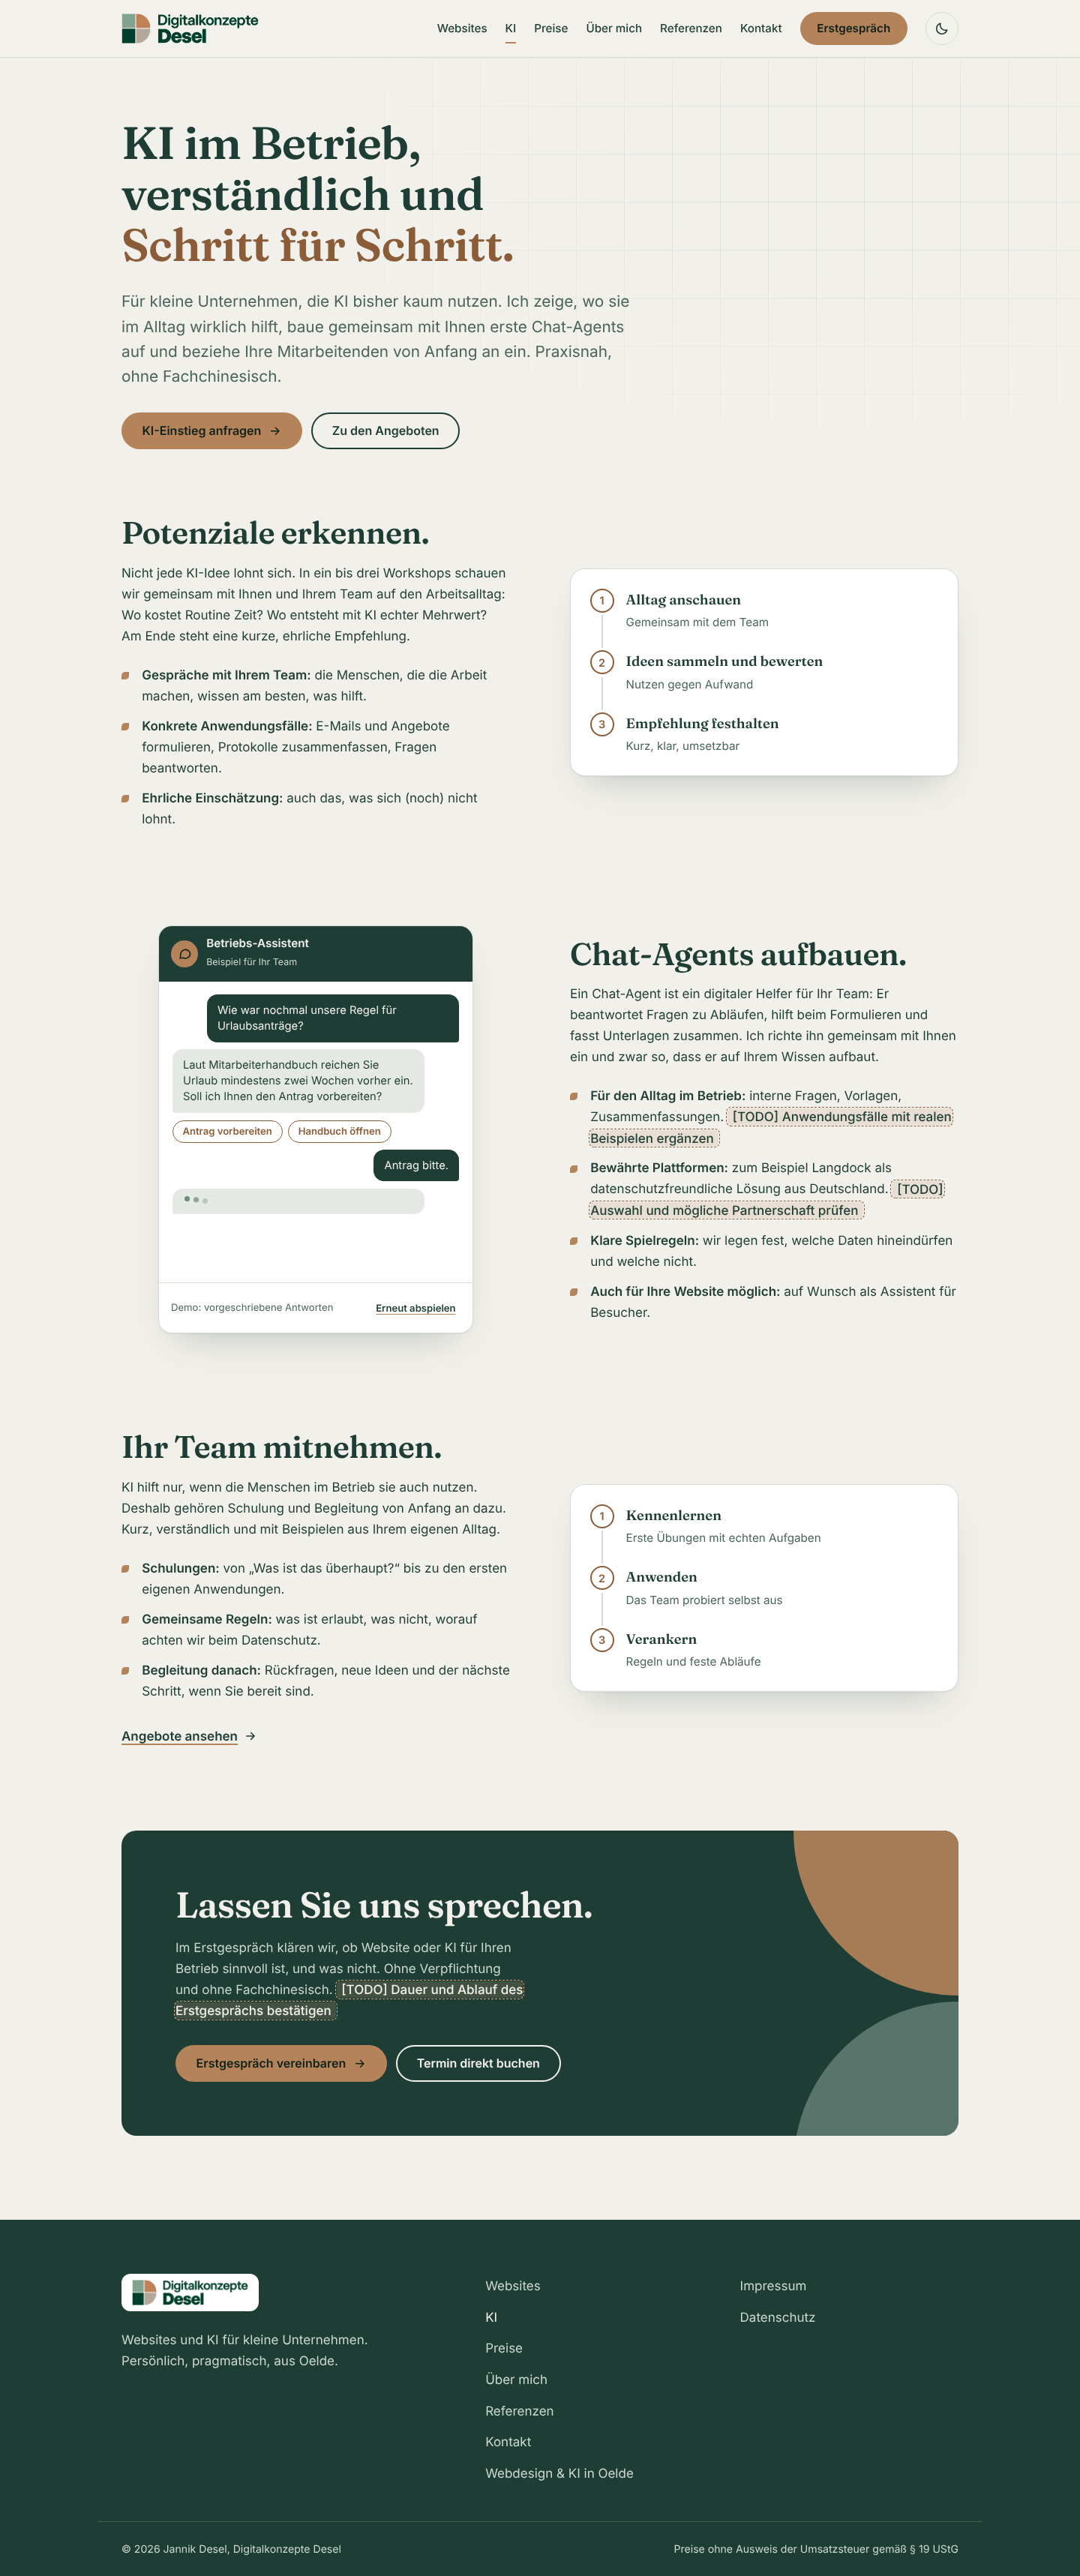 Digitalkonzepte
Desel
Websites
KI
Preise
Über mich
Referenzen
Kontakt
Erstgespräch
KI im Betrieb,
verständlich und
Schritt für Schritt.
Für kleine Unternehmen, die KI bisher kaum nutzen. Ich zeige, wo sie
im Alltag wirklich hilft, baue gemeinsam mit Ihnen erste Chat-Agents
auf und beziehe Ihre Mitarbeitenden von Anfang an ein. Praxisnah,
ohne Fachchinesisch.
KI-Einstieg anfragen →
Zu den Angeboten
Potenziale erkennen.
Nicht jede KI-Idee lohnt sich. In ein bis drei Workshops schauen
wir gemeinsam mit Ihnen und Ihrem Team auf den Arbeitsalltag:
Wo kostet Routine Zeit? Wo entsteht mit KI echter Mehrwert?
Am Ende steht eine kurze, ehrliche Empfehlung.
Gespräche mit Ihrem Team: die Menschen, die die Arbeit
machen, wissen am besten, was hilft.
Konkrete Anwendungsfälle: E-Mails und Angebote
formulieren, Protokolle zusammenfassen, Fragen
beantworten.
Ehrliche Einschätzung: auch das, was sich (noch) nicht
lohnt.
1 Alltag anschauen
Gemeinsam mit dem Team
2 Ideen sammeln und bewerten
Nutzen gegen Aufwand
3 Empfehlung festhalten
Kurz, klar, umsetzbar
Betriebs-Assistent
Beispiel für Ihr Team
Wie war nochmal unsere Regel für
Urlaubsanträge?
Laut Mitarbeiterhandbuch reichen Sie
Urlaub mindestens zwei Wochen vorher ein.
Soll ich Ihnen den Antrag vorbereiten?
Antrag vorbereiten
Handbuch öffnen
Antrag bitte.
Demo: vorgeschriebene Antworten
Erneut abspielen
Chat-Agents aufbauen.
Ein Chat-Agent ist ein digitaler Helfer für Ihr Team: Er
beantwortet Fragen zu Abläufen, hilft beim Formulieren und
fasst Unterlagen zusammen. Ich richte ihn gemeinsam mit Ihnen
ein und zwar so, dass er auf Ihrem Wissen aufbaut.
Für den Alltag im Betrieb: interne Fragen, Vorlagen,
Zusammenfassungen. [TODO] Anwendungsfälle mit realen
Beispielen ergänzen
Bewährte Plattformen: zum Beispiel Langdock als
datenschutzfreundliche Lösung aus Deutschland. [TODO]
Auswahl und mögliche Partnerschaft prüfen
Klare Spielregeln: wir legen fest, welche Daten hineindürfen
und welche nicht.
Auch für Ihre Website möglich: auf Wunsch als Assistent für
Besucher.
Ihr Team mitnehmen.
KI hilft nur, wenn die Menschen im Betrieb sie auch nutzen.
Deshalb gehören Schulung und Begleitung von Anfang an dazu.
Kurz, verständlich und mit Beispielen aus Ihrem eigenen Alltag.
Schulungen: von „Was ist das überhaupt?“ bis zu den ersten
eigenen Anwendungen.
Gemeinsame Regeln: was ist erlaubt, was nicht, worauf
achten wir beim Datenschutz.
Begleitung danach: Rückfragen, neue Ideen und der nächste
Schritt, wenn Sie bereit sind.
Angebote ansehen →
1 Kennenlernen
Erste Übungen mit echten Aufgaben
2 Anwenden
Das Team probiert selbst aus
3 Verankern
Regeln und feste Abläufe
Lassen Sie uns sprechen.
Im Erstgespräch klären wir, ob Website oder KI für Ihren
Betrieb sinnvoll ist, und was nicht. Ohne Verpflichtung
und ohne Fachchinesisch. [TODO] Dauer und Ablauf des
Erstgesprächs bestätigen
Erstgespräch vereinbaren →
Termin direkt buchen
Digitalkonzepte
Desel
Websites und KI für kleine Unternehmen.
Persönlich, pragmatisch, aus Oelde.
Websites
KI
Preise
Über mich
Referenzen
Kontakt
Webdesign & KI in Oelde
Impressum
Datenschutz
© 2026 Jannik Desel, Digitalkonzepte Desel
Preise ohne Ausweis der Umsatzsteuer gemäß § 19 UStG